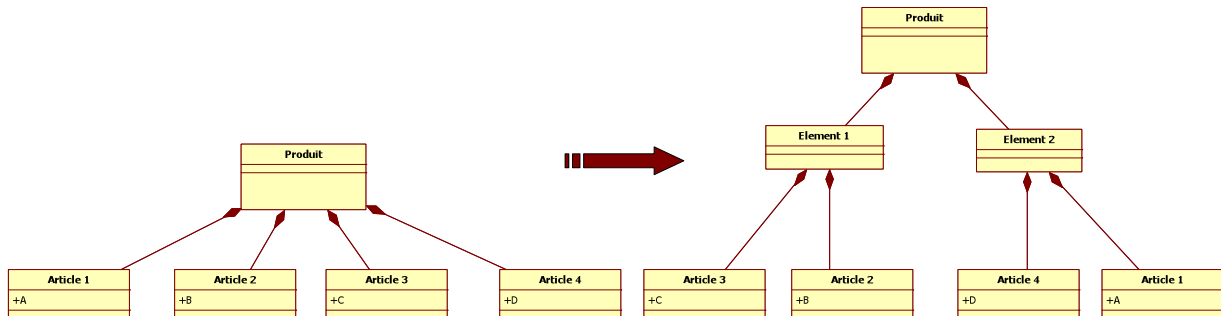 Produit
Element 1
Element 2
Produit
Article 1
+A
Article 2
+B
Article 3
+C
Article 4
+D
Article 3
+C
Article 2
+B
Article 4
+D
Article 1
+A